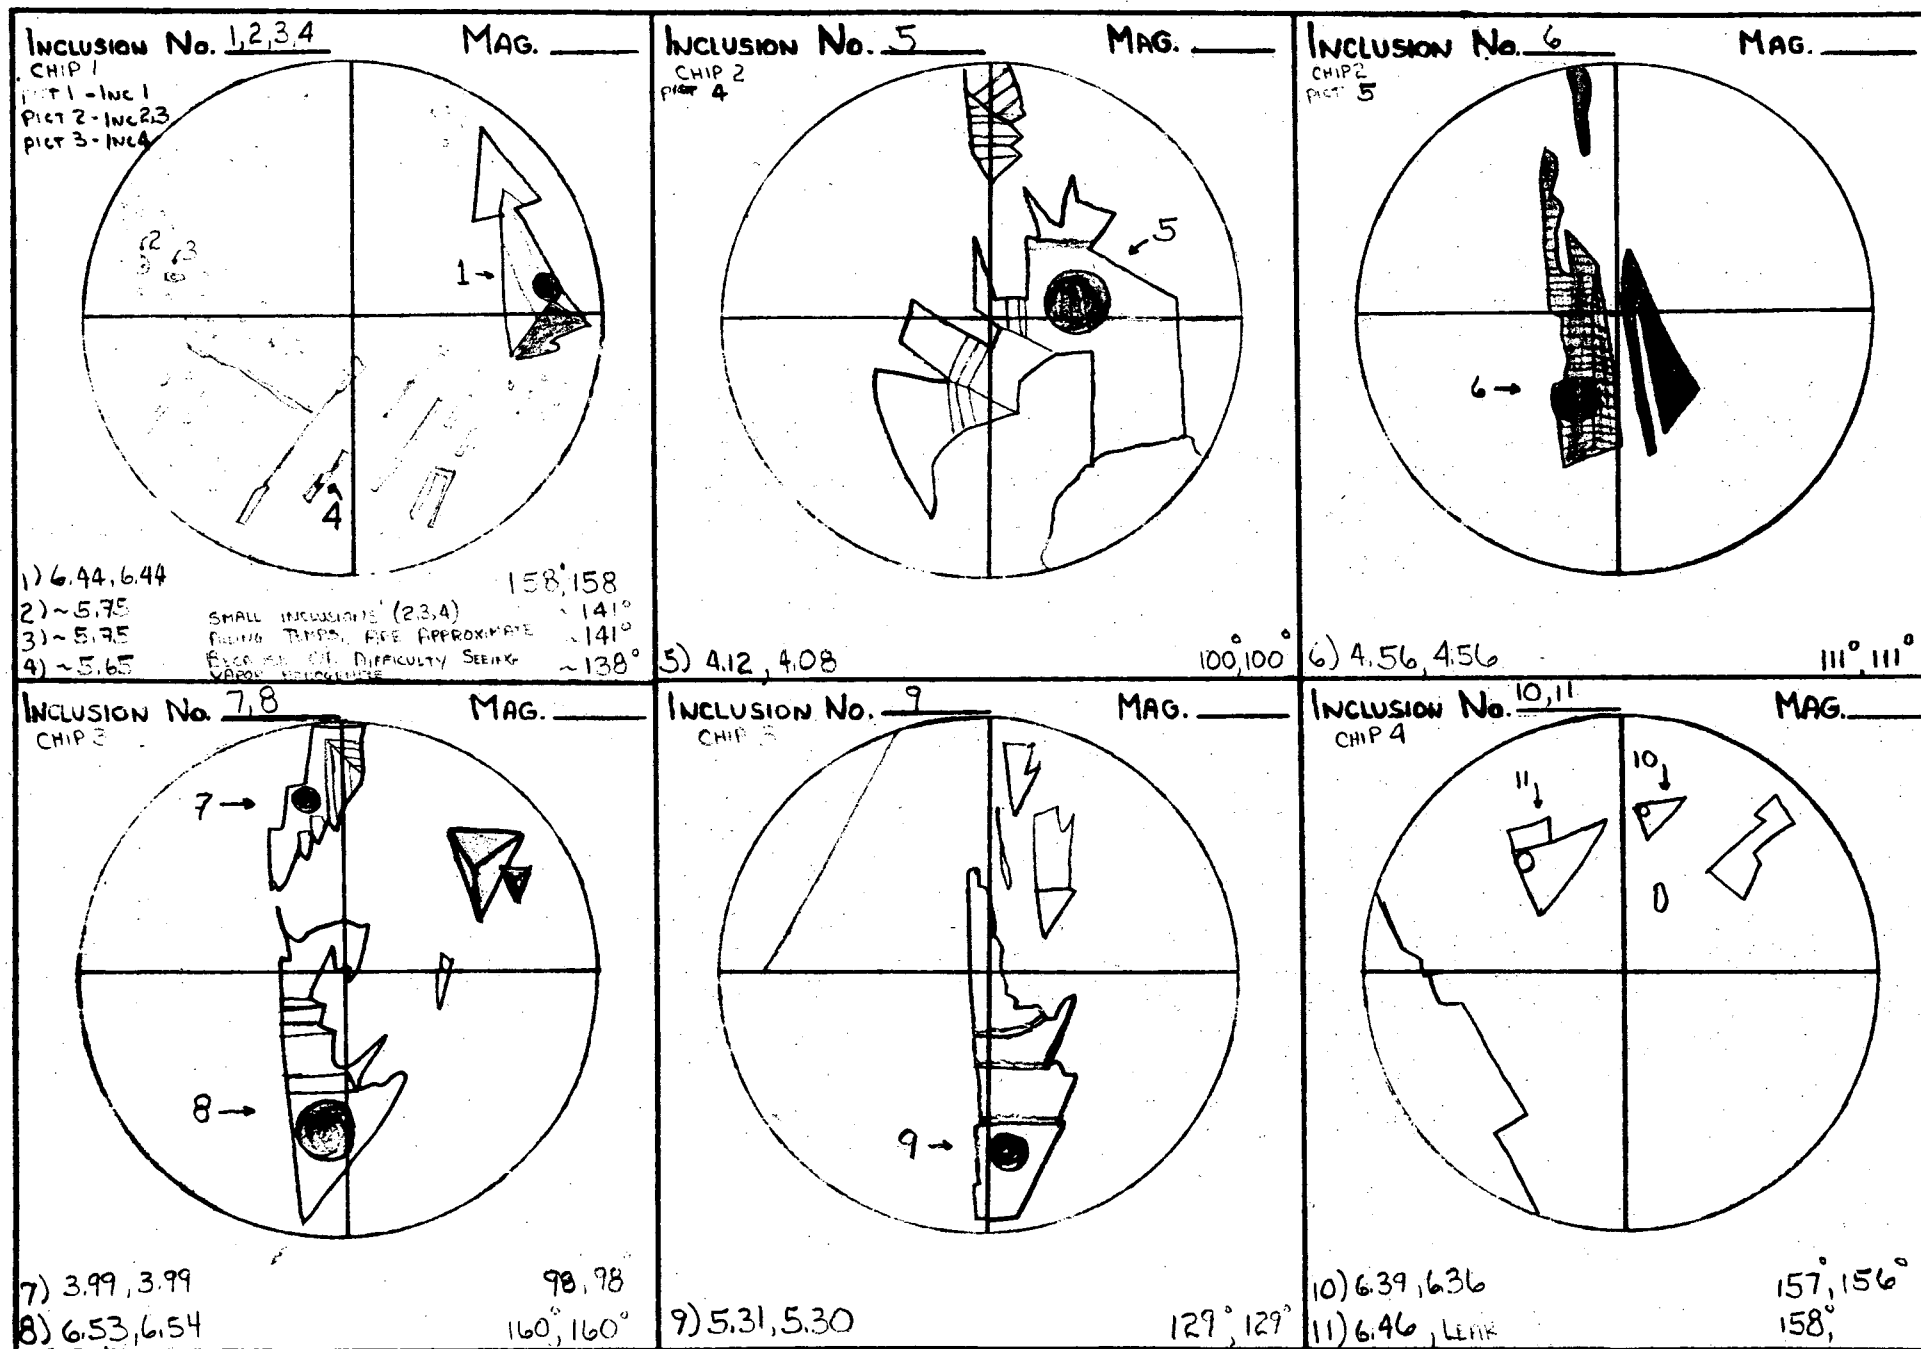 INCLUSION No. 1,2,3,4 MAG.
CHIP 1
PICT 1 - INC 1
PICT 2 - INC 2,3
PICT 3 - INC 4
2
3
1
4
1) 6.44, 6.44 158°, 158
2) ~5.75 SMALL INCLUSIONS (2,3,4) ~141°
3) ~5.75 FILLING TEMPS. ARE APPROXIMATE ~141°
4) ~5.65 BECAUSE OF DIFFICULTY SEEING ~138°
VAPOR
INCLUSION No. 5 MAG.
CHIP 2
PICT 4
5
5) 4.12, 4.08 100°, 100°
INCLUSION No. 6 MAG.
CHIP 2
PICT 5
6
6) 4.56, 4.56 111°, 111°
INCLUSION No. 7,8 MAG.
CHIP 3
7
8
7) 3.99, 3.99 98, 98°
8) 6.53, 6.54 160°, 160°
INCLUSION No. 9 MAG.
CHIP 3
9
9) 5.31, 5.30 129°, 129°
INCLUSION No. 10,11 MAG.
CHIP 4
10
11
10) 6.39, 6.36 157°, 156°
11) 6.46, LEAK 158°,